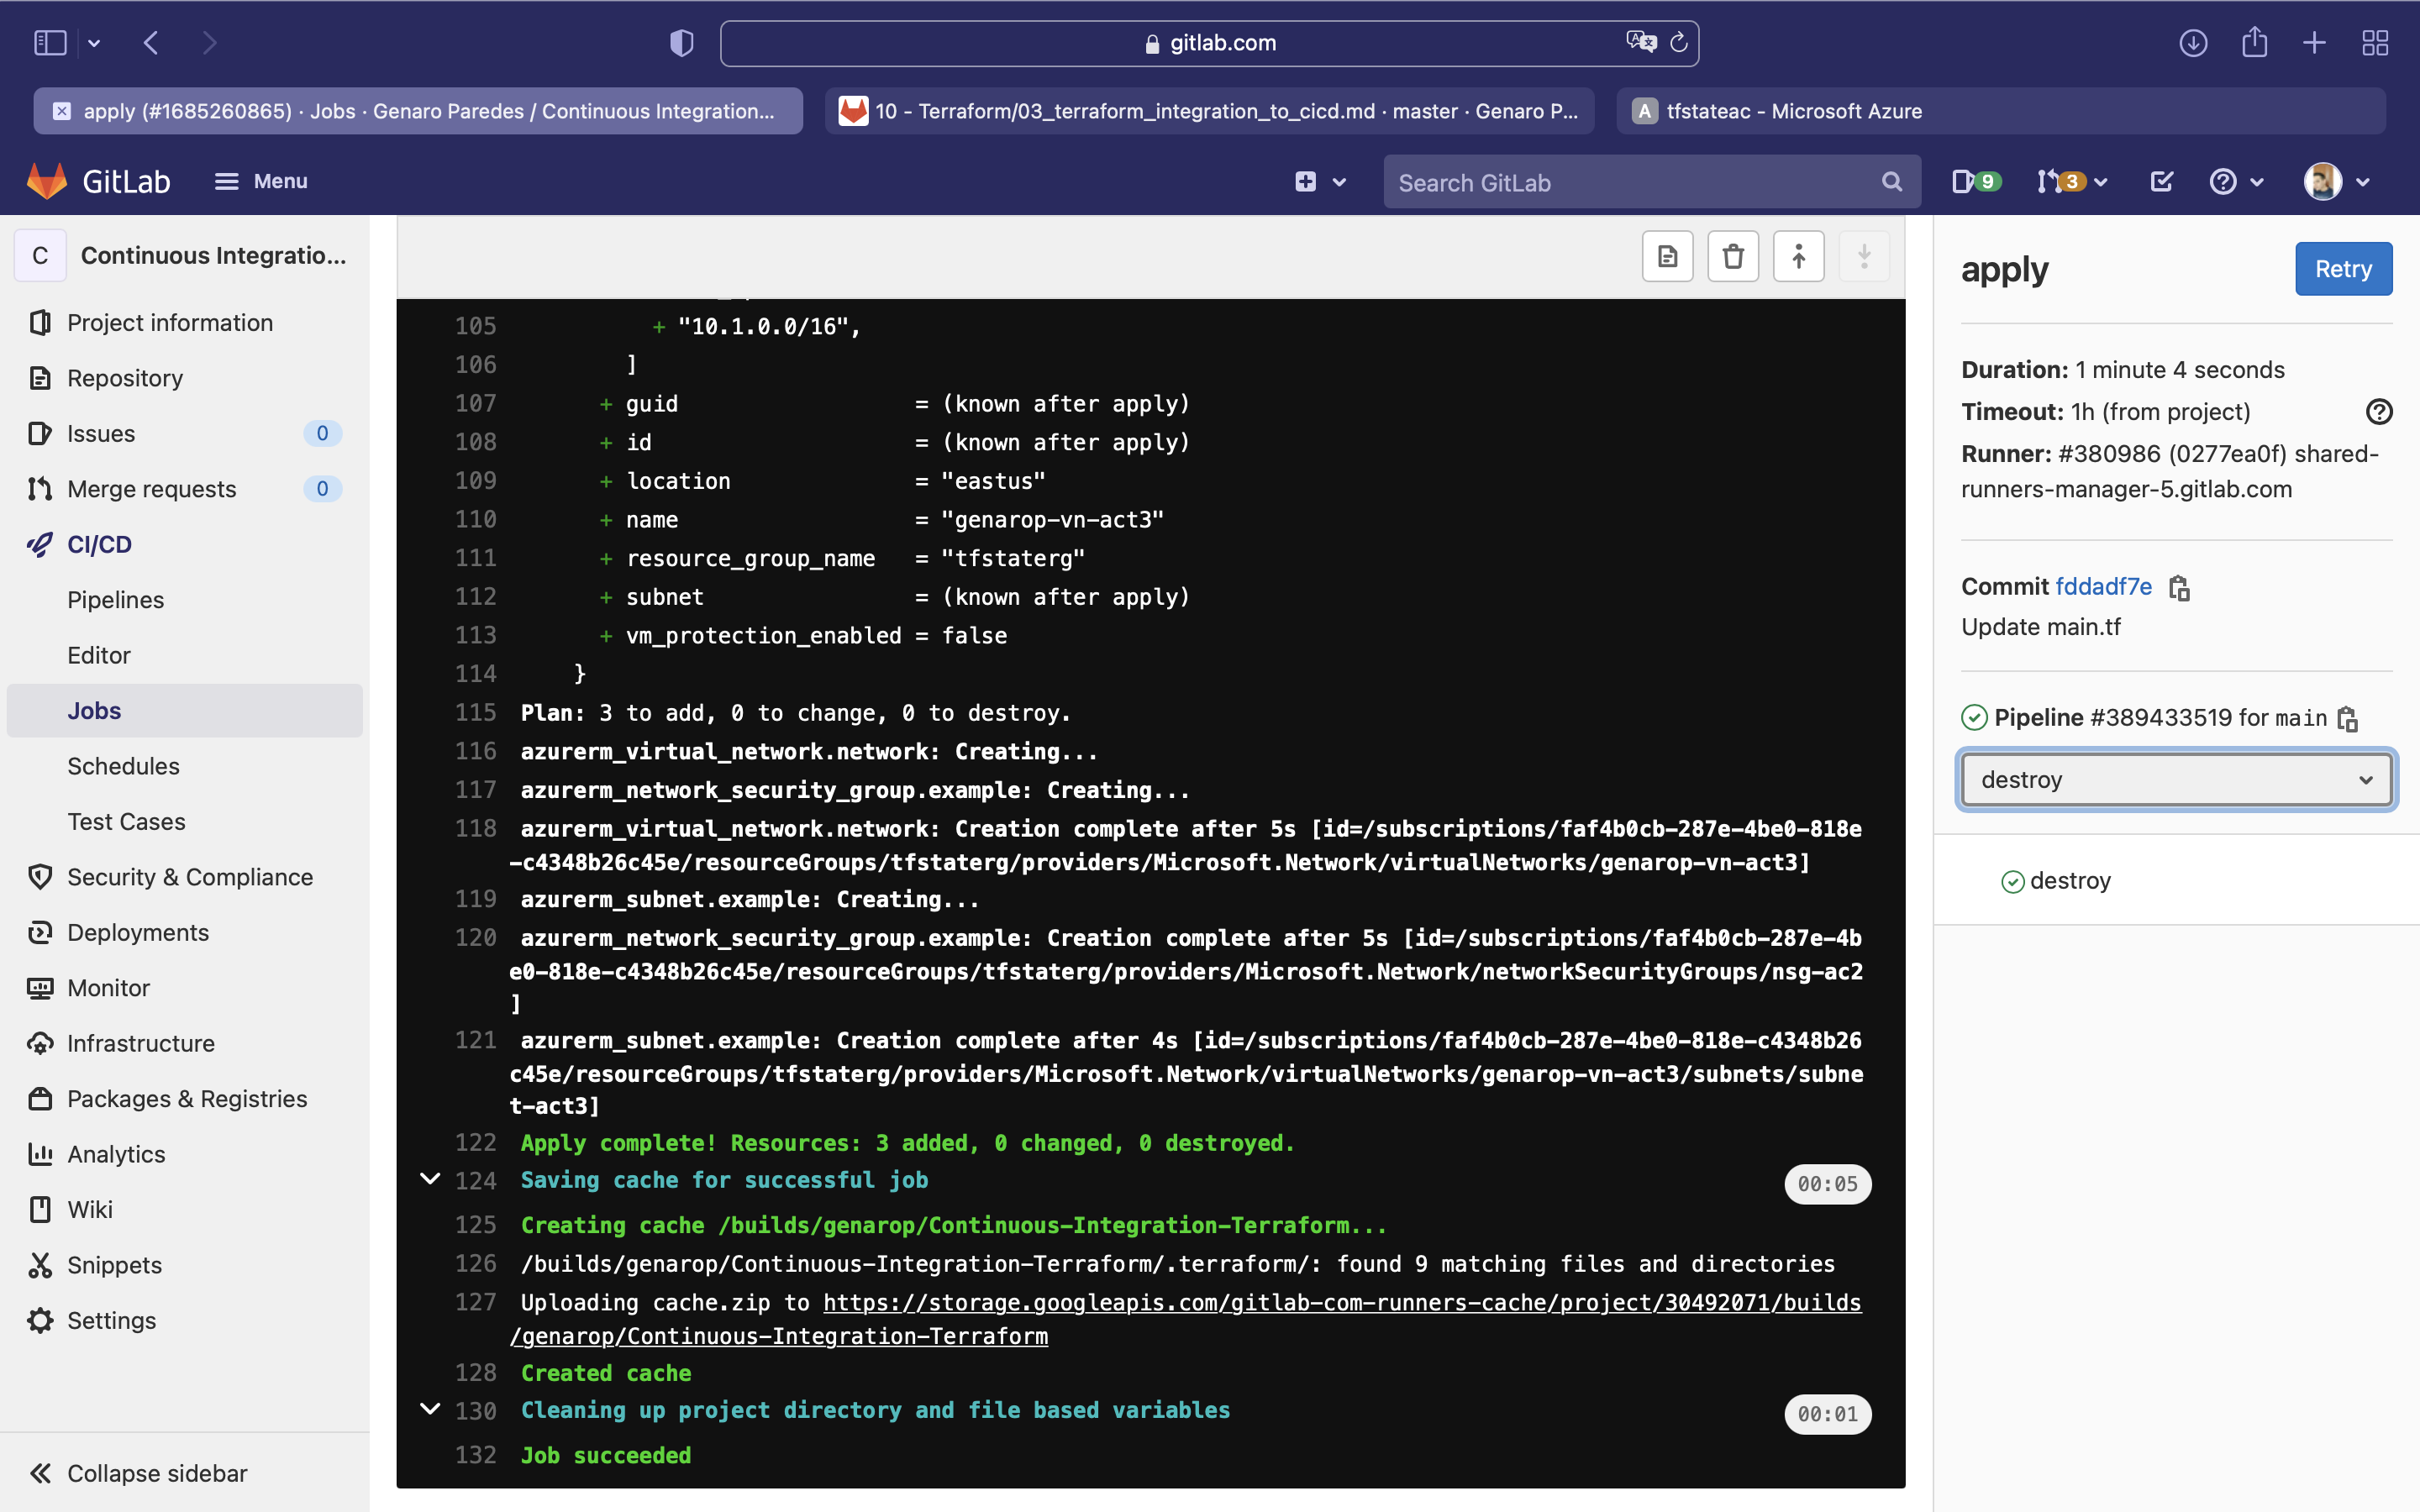 gitlab.com
apply (#1685260865) · Jobs · Genaro Paredes / Continuous Integration...
10 - Terraform/03_terraform_integration_to_cicd.md · master · Genaro P...
A tfstateac - Microsoft Azure
GitLab
Menu
Search GitLab
9
3
C Continuous Integratio...
Project information
Repository
Issues 0
Merge requests 0
CI/CD
Pipelines
Editor
Jobs
Schedules
Test Cases
Security & Compliance
Deployments
Monitor
Infrastructure
Packages & Registries
Analytics
Wiki
Snippets
Settings
Collapse sidebar
105 + "10.1.0.0/16",
106 ]
107 + guid = (known after apply)
108 + id = (known after apply)
109 + location = "eastus"
110 + name = "genarop-vn-act3"
111 + resource_group_name = "tfstaterg"
112 + subnet = (known after apply)
113 + vm_protection_enabled = false
114 }
115 Plan: 3 to add, 0 to change, 0 to destroy.
116 azurerm_virtual_network.network: Creating...
117 azurerm_network_security_group.example: Creating...
118 azurerm_virtual_network.network: Creation complete after 5s [id=/subscriptions/faf4b0cb-287e-4be0-818e
-c4348b26c45e/resourceGroups/tfstaterg/providers/Microsoft.Network/virtualNetworks/genarop-vn-act3]
119 azurerm_subnet.example: Creating...
120 azurerm_network_security_group.example: Creation complete after 5s [id=/subscriptions/faf4b0cb-287e-4b
e0-818e-c4348b26c45e/resourceGroups/tfstaterg/providers/Microsoft.Network/networkSecurityGroups/nsg-ac2
]
121 azurerm_subnet.example: Creation complete after 4s [id=/subscriptions/faf4b0cb-287e-4be0-818e-c4348b26
c45e/resourceGroups/tfstaterg/providers/Microsoft.Network/virtualNetworks/genarop-vn-act3/subnets/subne
t-act3]
122 Apply complete! Resources: 3 added, 0 changed, 0 destroyed.
124 Saving cache for successful job 00:05
125 Creating cache /builds/genarop/Continuous-Integration-Terraform...
126 /builds/genarop/Continuous-Integration-Terraform/.terraform/: found 9 matching files and directories
127 Uploading cache.zip to https://storage.googleapis.com/gitlab-com-runners-cache/project/30492071/builds
/genarop/Continuous-Integration-Terraform
128 Created cache
130 Cleaning up project directory and file based variables 00:01
132 Job succeeded
apply
Retry
Duration: 1 minute 4 seconds
Timeout: 1h (from project)
Runner: #380986 (0277ea0f) shared-
runners-manager-5.gitlab.com
Commit fddadf7e
Update main.tf
Pipeline #389433519 for main
destroy
destroy